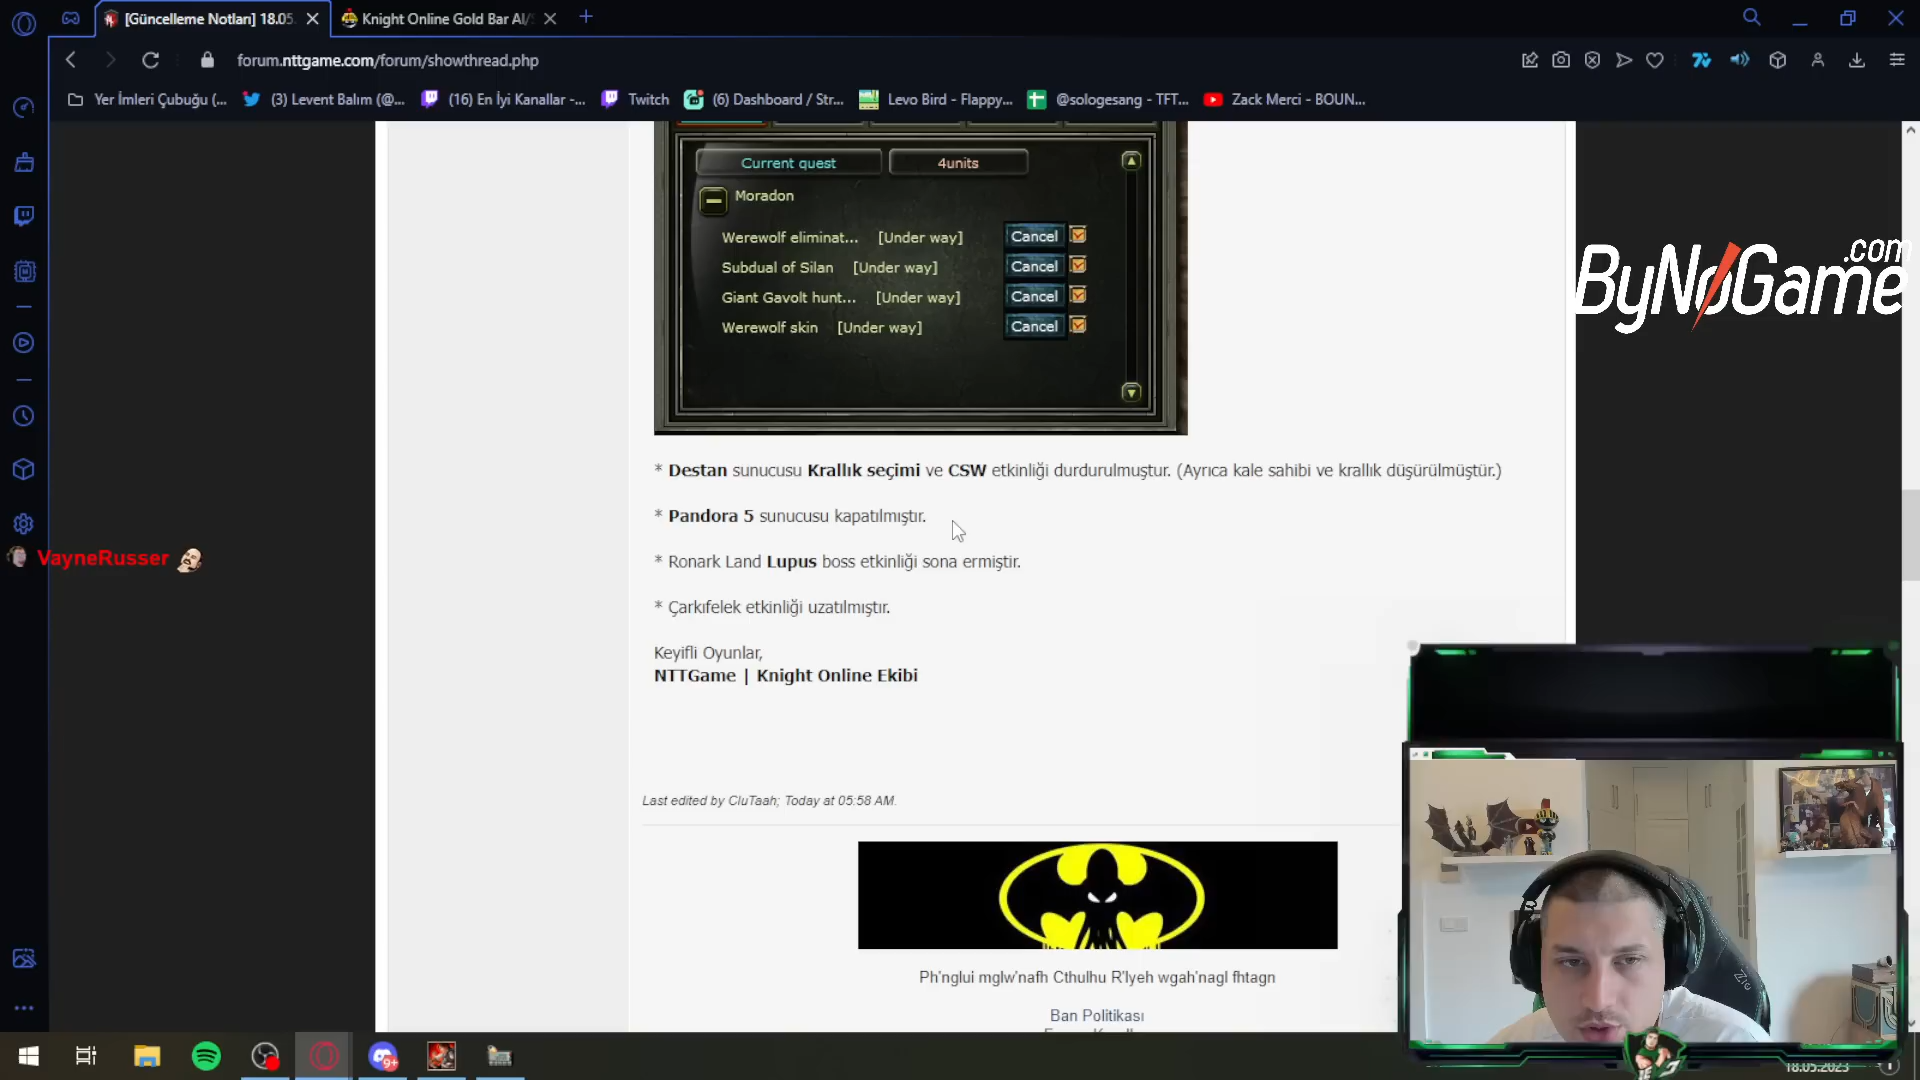 [Güncelleme Notları] 18.05
Knight Online Gold Bar Al/
forum.nttgame.com/forum/showthread.php
Yer İmleri Çubuğu (...
(3) Levent Balım (@...
(16) En İyi Kanallar -...
Twitch
(6) Dashboard / Str...
Levo Bird - Flappy...
@sologesang - TFT...
Zack Merci - BOUN...
Current quest
4units
Moradon
Werewolf eliminat... [Under way] Cancel
Subdual of Silan [Under way] Cancel
Giant Gavolt hunt... [Under way] Cancel
Werewolf skin [Under way] Cancel
ByNoGame.com
* Destan sunucusu Krallık seçimi ve CSW etkinliği durdurulmuştur. (Ayrıca kale sahibi ve krallık düşürülmüştür.)
* Pandora 5 sunucusu kapatılmıştır.
VayneRusser
* Ronark Land Lupus boss etkinliği sona ermiştir.
* Çarkıfelek etkinliği uzatılmıştır.
Keyifli Oyunlar,
NTTGame | Knight Online Ekibi
Last edited by CluTaah; Today at 05:58 AM.
Ph'nglui mglw'nafh Cthulhu R'lyeh wgah'nagl fhtagn
Ban Politikası
9+
18.05.2023